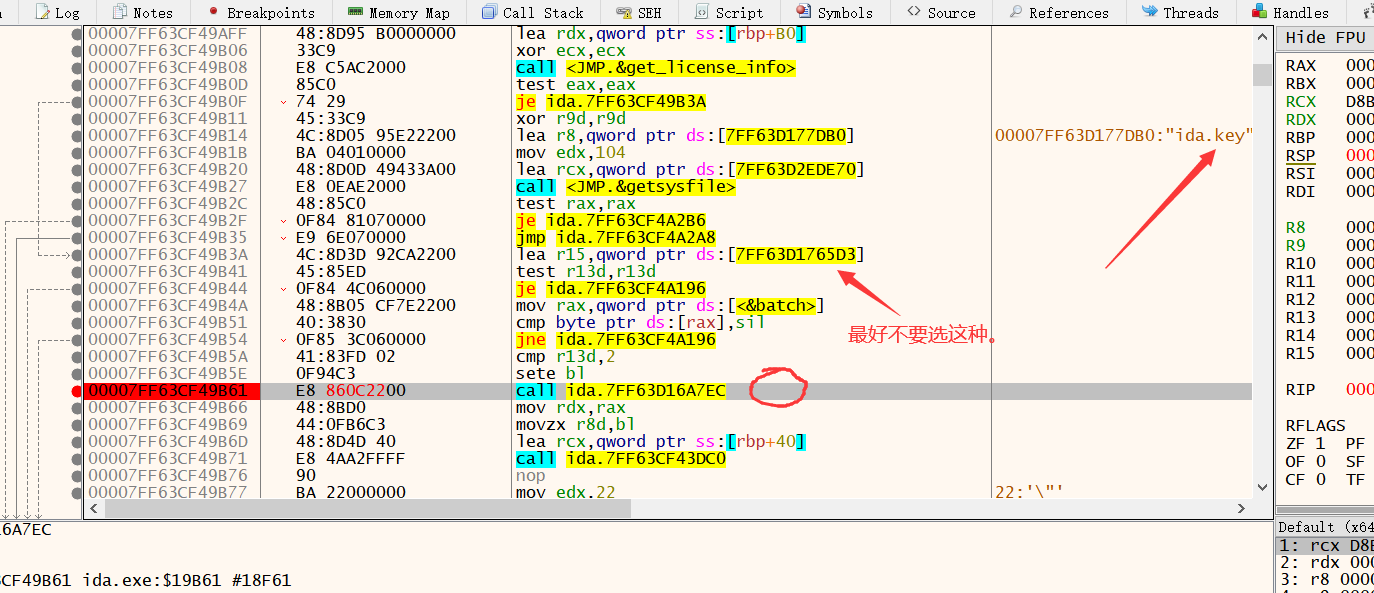 Log Notes Breakpoints Memory Map Call Stack SEH Script Symbols Source References Threads Handles
00007FF63CF49AFF 48:8D95 B0000000 lea rdx,qword ptr ss:[rbp+B0]
00007FF63CF49B06 33C9 xor ecx,ecx
00007FF63CF49B08 E8 C5AC2000 call <JMP.&get_license_info>
00007FF63CF49B0D 85C0 test eax,eax
00007FF63CF49B0F 74 29 je ida.7FF63CF49B3A
00007FF63CF49B11 45:33C9 xor r9d,r9d
00007FF63CF49B14 4C:8D05 95E22200 lea r8,qword ptr ds:[7FF63D177DB0] 00007FF63D177DB0:"ida.key"
00007FF63CF49B1B BA 04010000 mov edx,104
00007FF63CF49B20 48:8D0D 49433A00 lea rcx,qword ptr ds:[7FF63D2EDE70]
00007FF63CF49B27 E8 0EAE2000 call <JMP.&getsysfile>
00007FF63CF49B2C 48:85C0 test rax,rax
00007FF63CF49B2F 0F84 81070000 je ida.7FF63CF4A2B6
00007FF63CF49B35 E9 6E070000 jmp ida.7FF63CF4A2A8
00007FF63CF49B3A 4C:8D3D 92CA2200 lea r15,qword ptr ds:[7FF63D1765D3]
00007FF63CF49B41 45:85ED test r13d,r13d
00007FF63CF49B44 0F84 4C060000 je ida.7FF63CF4A196
00007FF63CF49B4A 48:8B05 CF7E2200 mov rax,qword ptr ds:[<&batch>]
00007FF63CF49B51 40:3830 cmp byte ptr ds:[rax],sil
00007FF63CF49B54 0F85 3C060000 jne ida.7FF63CF4A196
最好不要选这种。
00007FF63CF49B5A 41:83FD 02 cmp r13d,2
00007FF63CF49B5E 0F94C3 sete bl
00007FF63CF49B61 E8 860C2200 call ida.7FF63D16A7EC
00007FF63CF49B66 48:8BD0 mov rdx,rax
00007FF63CF49B69 44:0FB6C3 movzx r8d,bl
00007FF63CF49B6D 48:8D4D 40 lea rcx,qword ptr ss:[rbp+40]
00007FF63CF49B71 E8 4AA2FFFF call ida.7FF63CF43DC0
00007FF63CF49B76 90 nop
00007FF63CF49B77 BA 22000000 mov edx,22 22:'\"'
Hide FPU
RAX 000
RBX 000
RCX D8B
RDX 000
RBP 000
RSP 000
RSI 000
RDI 000
R8 000
R9 000
R10 000
R11 000
R12 000
R13 000
R14 000
R15 000
RIP 000
RFLAGS
ZF 1 PF
OF 0 SF
CF 0 TF
Default (x64
1: rcx D8B
2: rdx 000
3: r8 0000
16A7EC
CF49B61 ida.exe:$19B61 #18F61